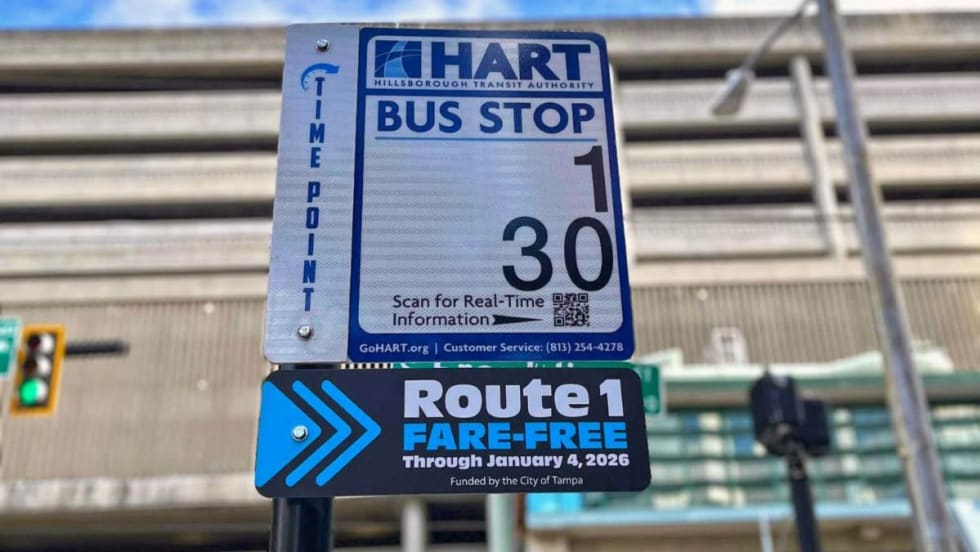 HART
HILLSBOROUGH TRANSIT AUTHORITY
TIME POINT
BUS STOP
1
30
Scan for Real-Time
Information
GoHART.org | Customer Service: (813) 254-4278
Route 1
FARE-FREE
Through January 4, 2026
Funded by the City of Tampa